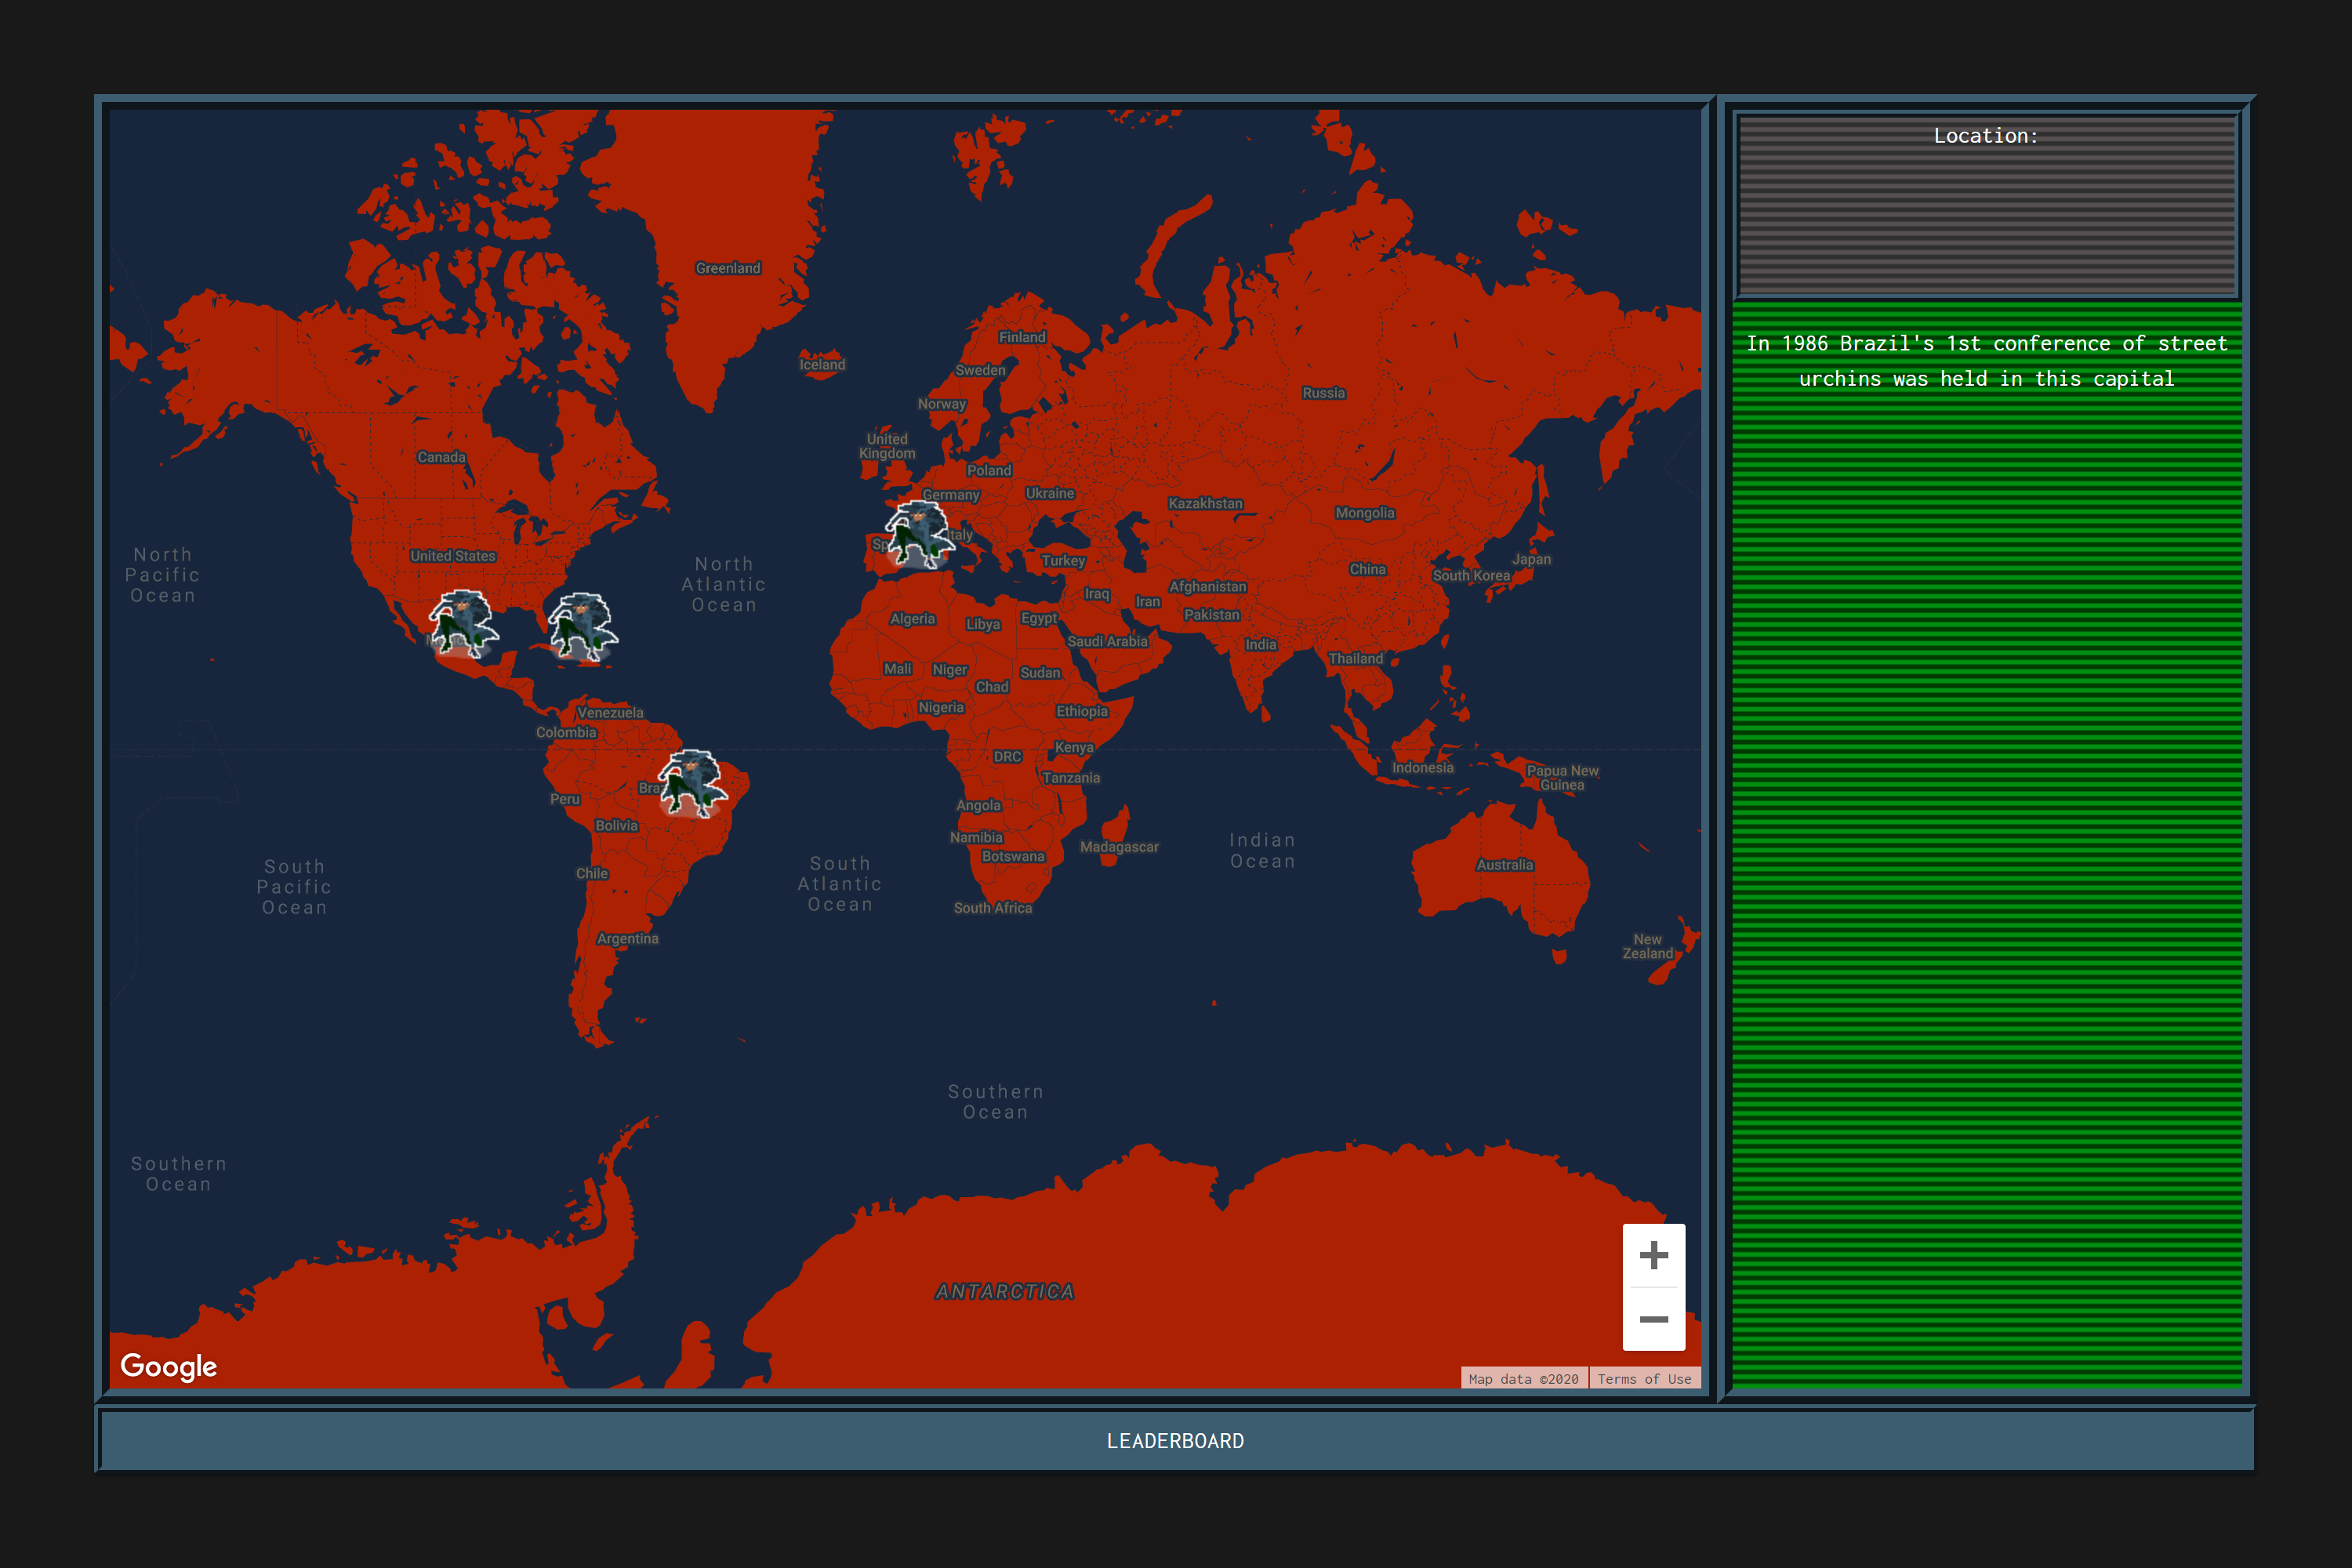 Location:
In 1986 Brazil's 1st conference of street
urchins was held in this capital
Greenland
Iceland
Finland
Sweden
Norway
Russia
United
Kingdom
Poland
Germany
Ukraine
Kazakhstan
Mongolia
Canada
United States
North
Pacific
Ocean
North
Atlantic
Ocean
Turkey
China
Japan
South Korea
Afghanistan
Iraq
Iran
Pakistan
Algeria
Libya
Egypt
Saudi Arabia
India
Thailand
Mali
Niger
Sudan
Chad
Nigeria
Ethiopia
Venezuela
Colombia
DRC
Kenya
Tanzania
Indonesia
Papua New
Guinea
Peru
Angola
Bolivia
Namibia
Botswana
Madagascar
Indian
Ocean
Australia
Chile
South
Pacific
Ocean
South
Atlantic
Ocean
South Africa
Argentina
New
Zealand
Southern
Ocean
Southern
Ocean
ANTARCTICA
Google
Map data ©2020
Terms of Use
LEADERBOARD